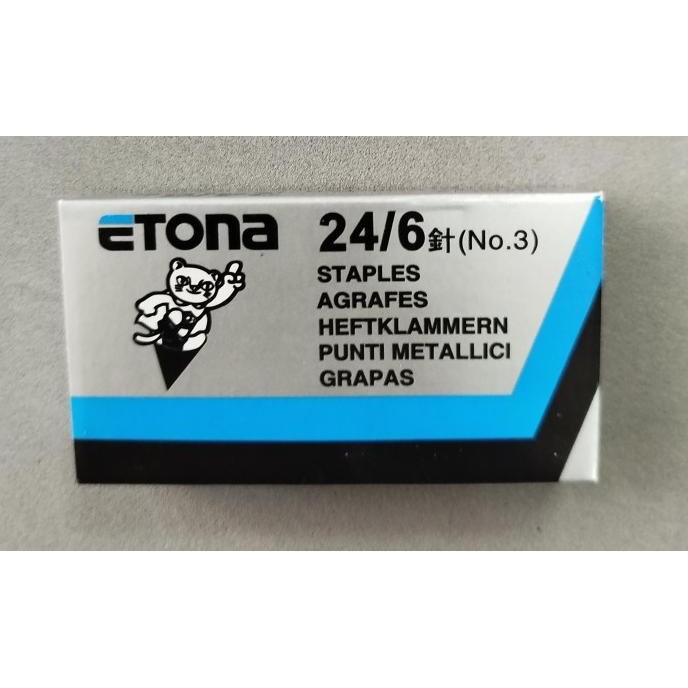 ETONA
24/6針(No.3)
STAPLES
AGRAFES
HEFTKLAMMERN
PUNTI METALLICI
GRAPAS